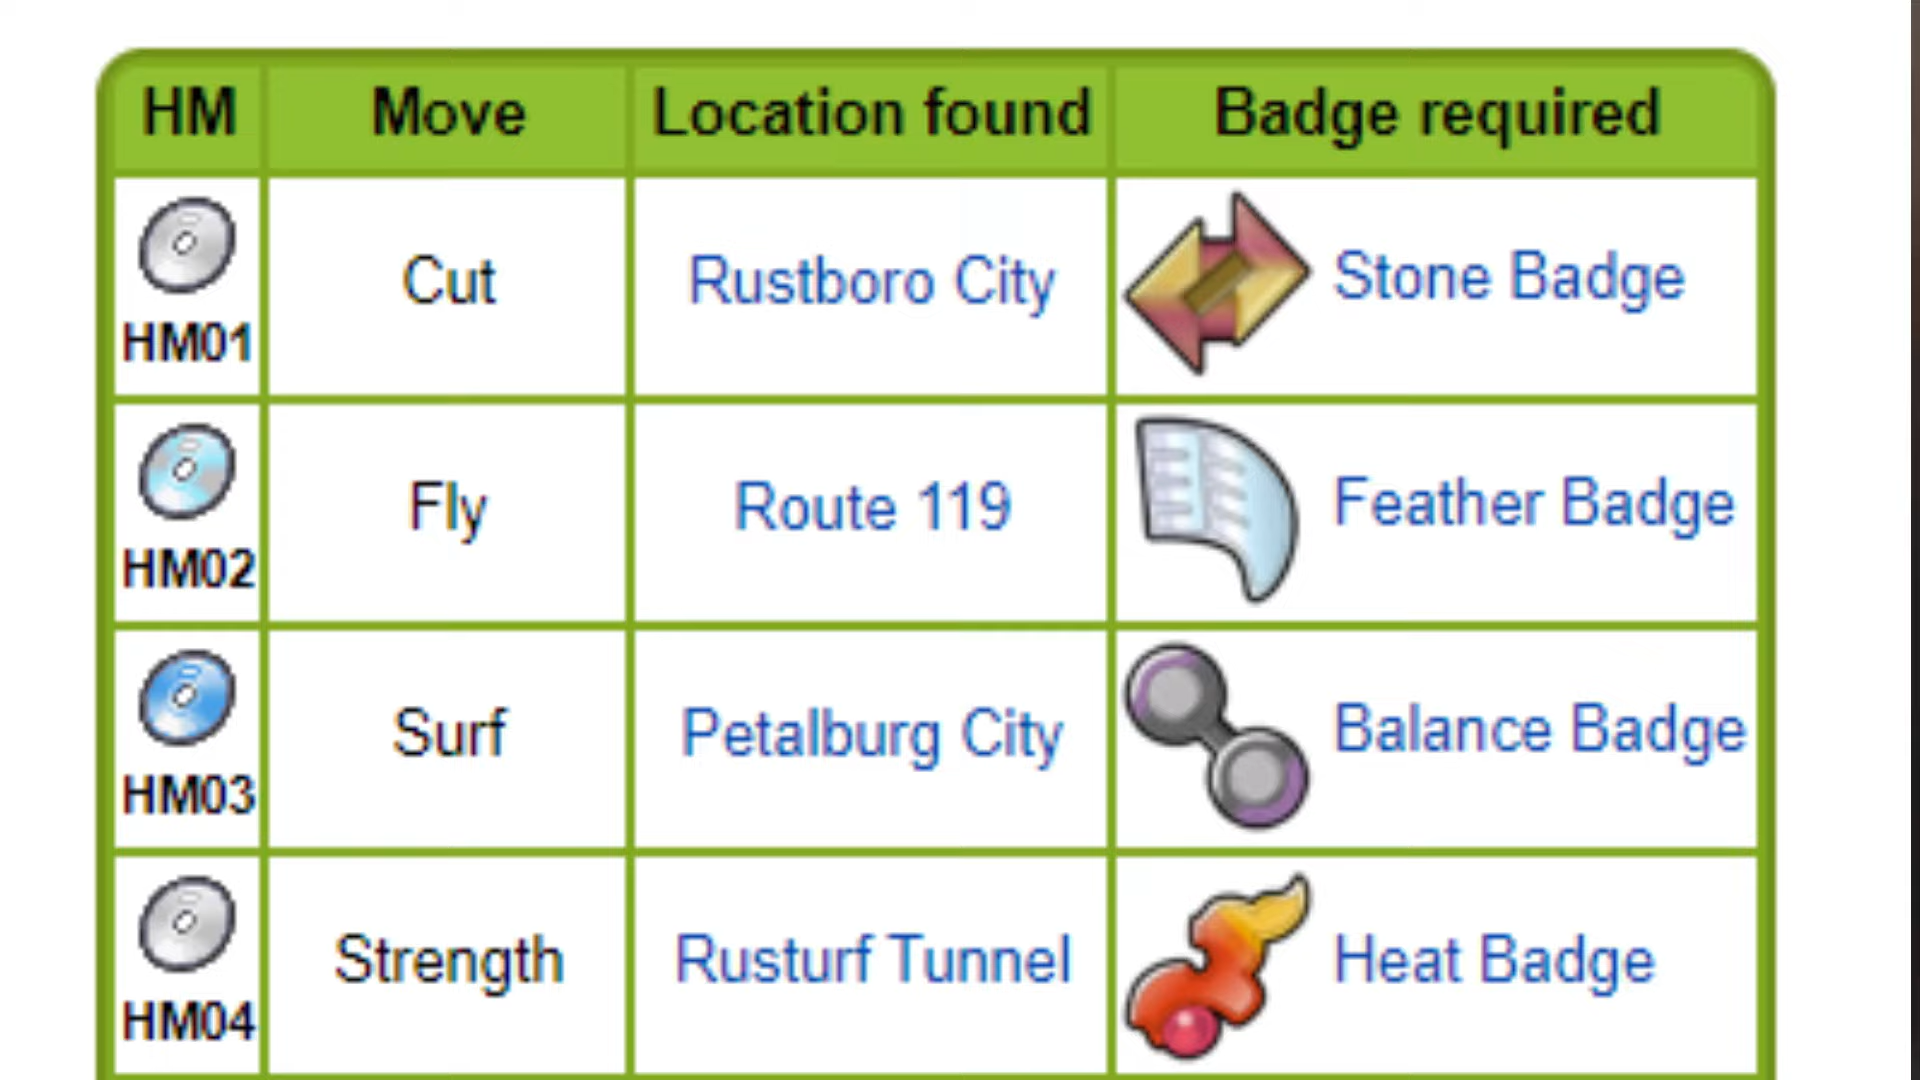 HM Move Location found Badge required
HM01 Cut Rustboro City Stone Badge
HM02 Fly Route 119 Feather Badge
HM03 Surf Petalburg City Balance Badge
HM04 Strength Rusturf Tunnel Heat Badge